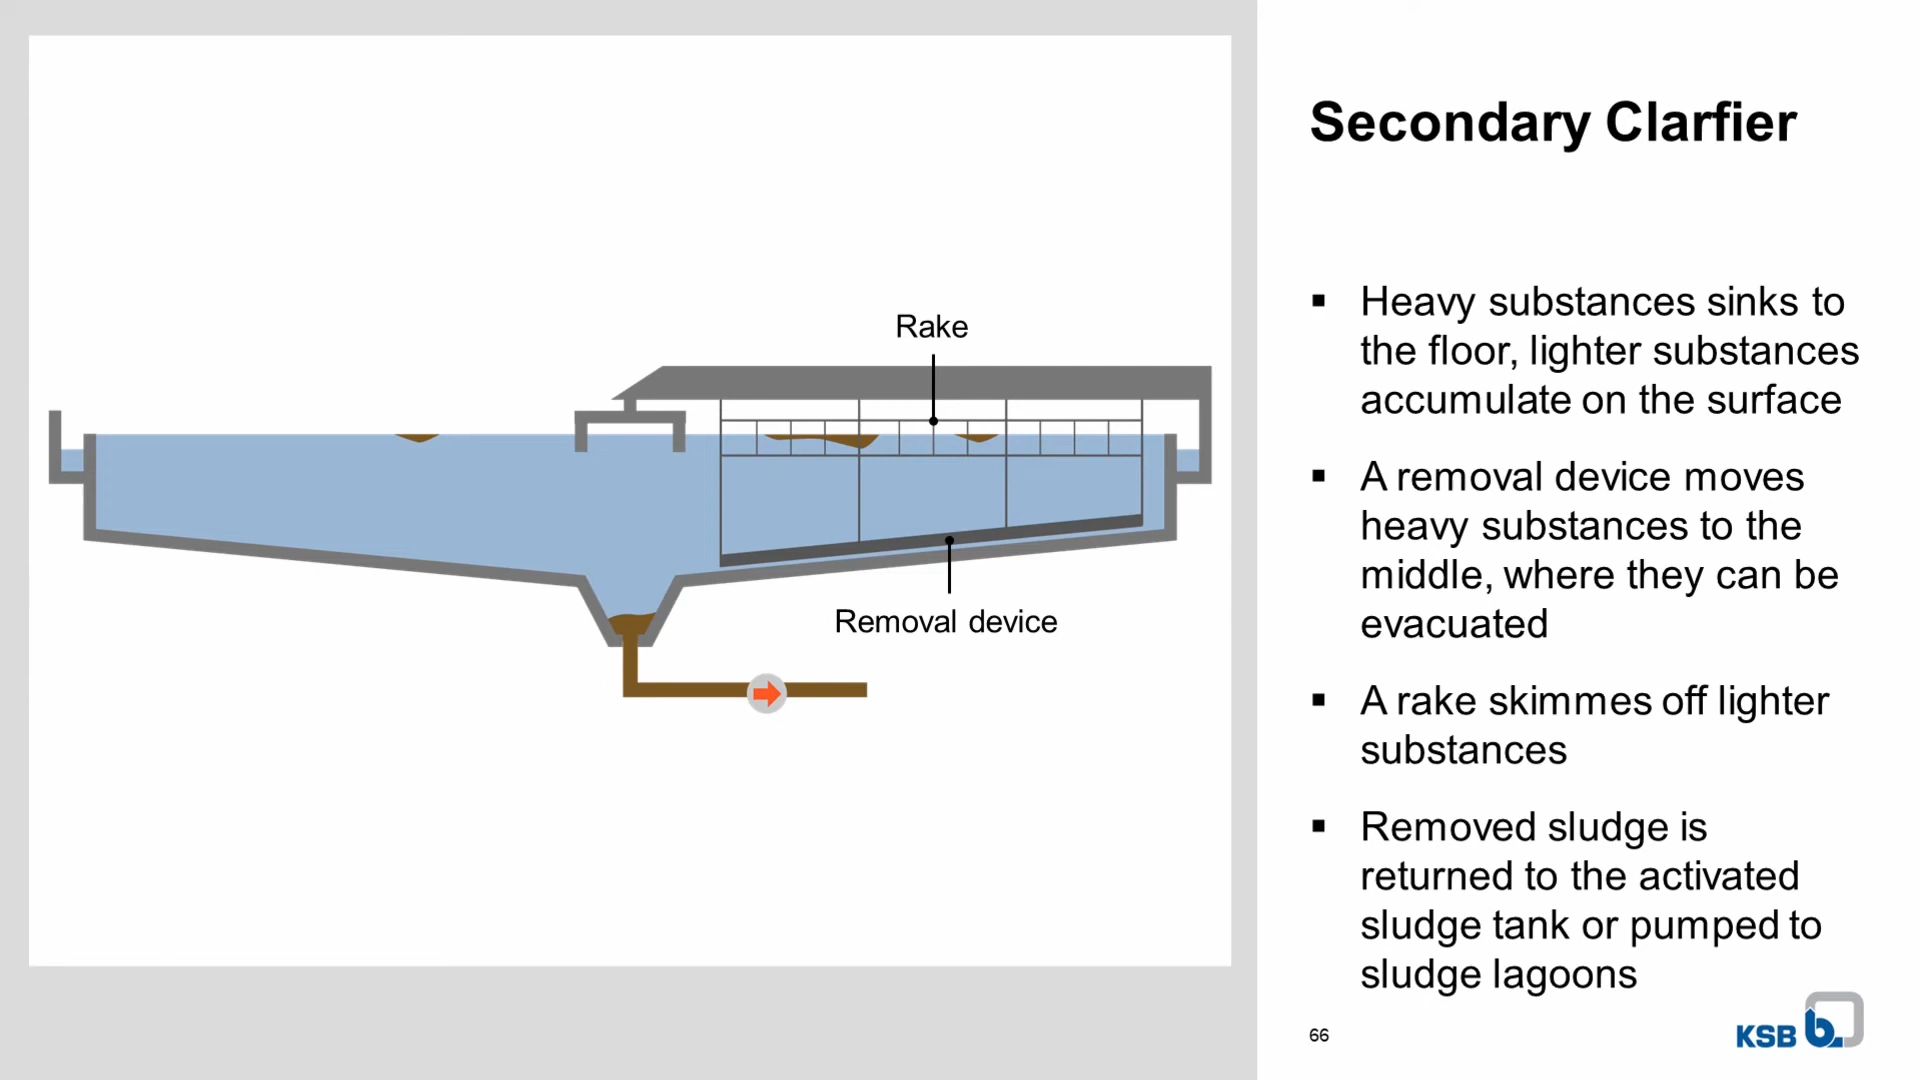 Secondary Clarfier
Rake
Removal device
▪ Heavy substances sinks to
the floor, lighter substances
accumulate on the surface
▪ A removal device moves
heavy substances to the
middle, where they can be
evacuated
▪ A rake skimmes off lighter
substances
▪ Removed sludge is
returned to the activated
sludge tank or pumped to
sludge lagoons
66
KSB b